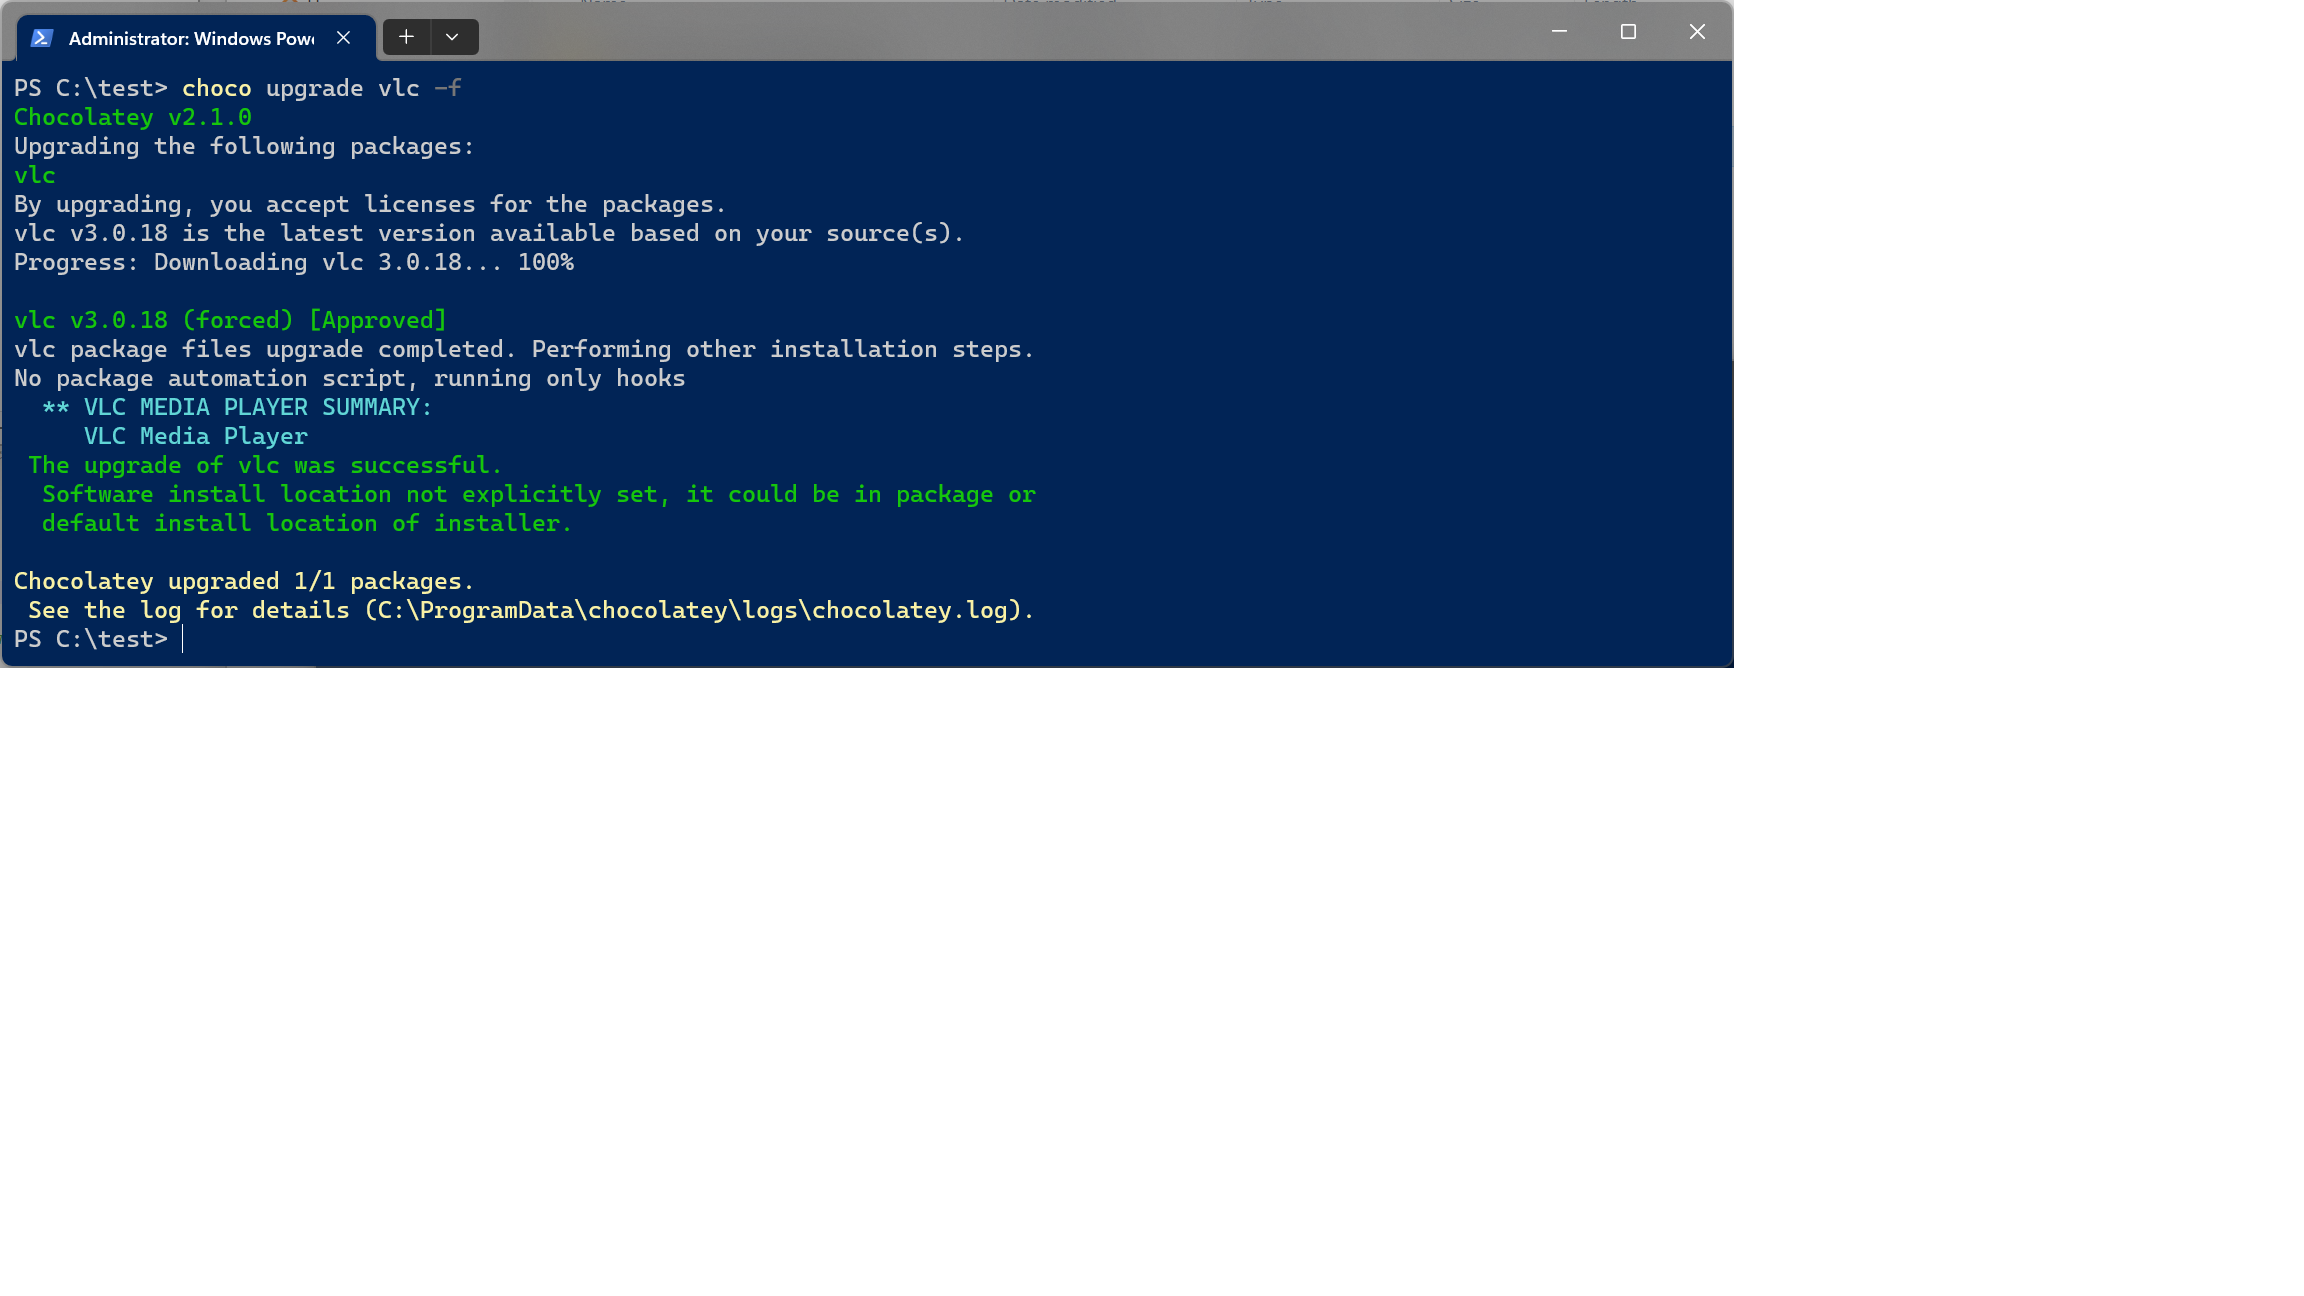 Administrator: Windows Pow
PS C:\test> choco upgrade vlc -f
Chocolatey v2.1.0
Upgrading the following packages:
vlc
By upgrading, you accept licenses for the packages.
vlc v3.0.18 is the latest version available based on your source(s).
Progress: Downloading vlc 3.0.18... 100%
vlc v3.0.18 (forced) [Approved]
vlc package files upgrade completed. Performing other installation steps.
No package automation script, running only hooks
** VLC MEDIA PLAYER SUMMARY:
VLC Media Player
The upgrade of vlc was successful.
Software install location not explicitly set, it could be in package or
default install location of installer.
Chocolatey upgraded 1/1 packages.
See the log for details (C:\ProgramData\chocolatey\logs\chocolatey.log).
PS C:\test>